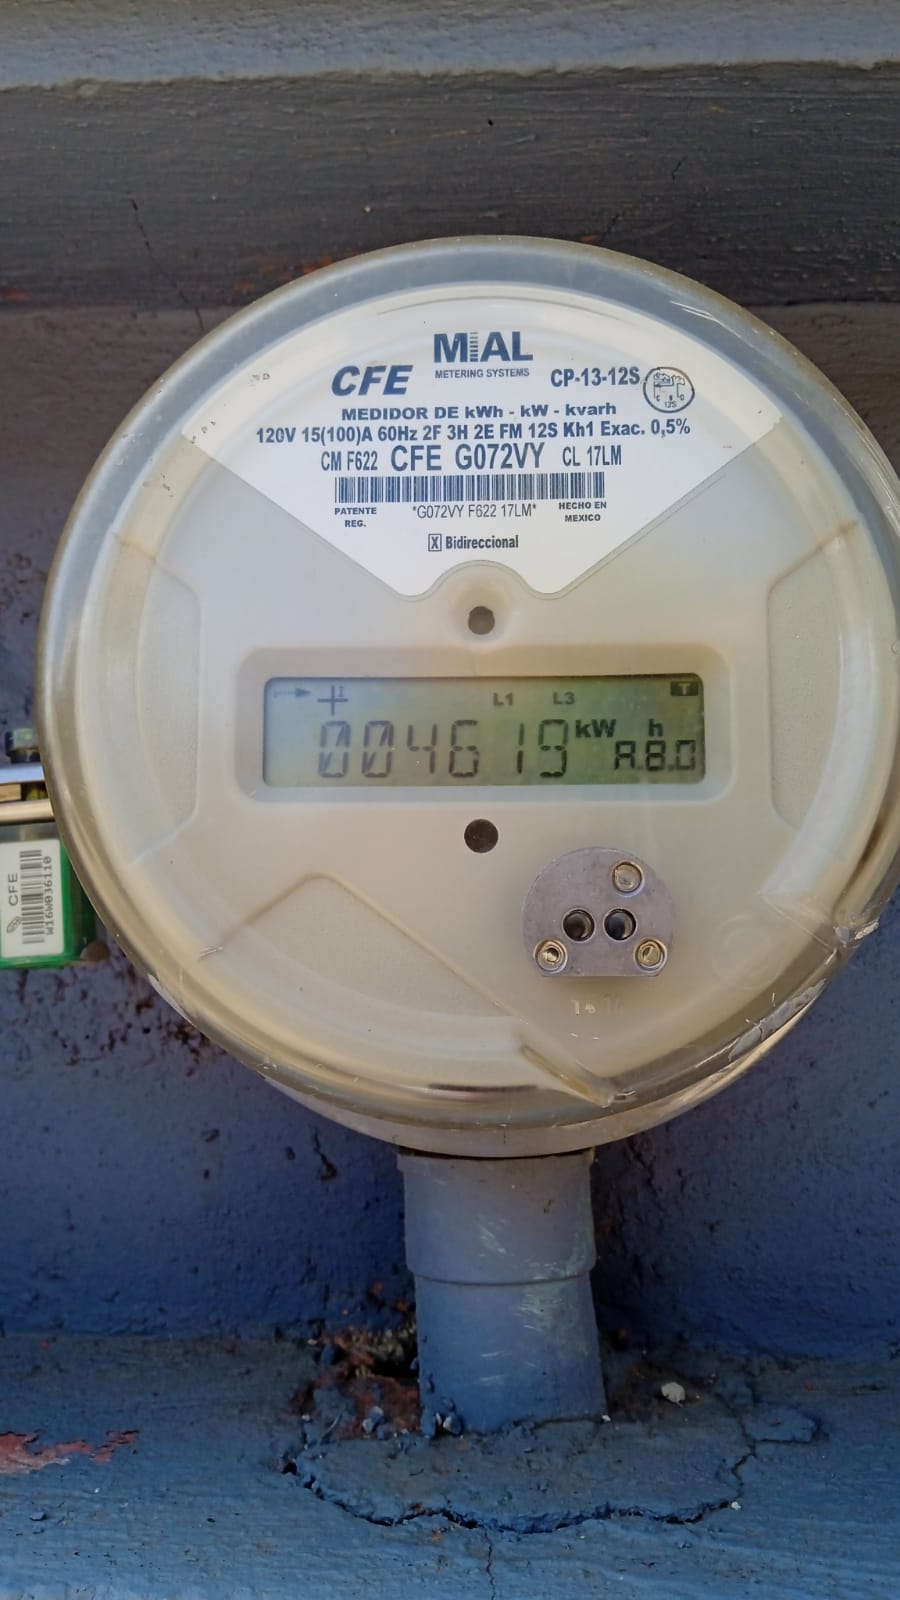 MIAL
METERING SYSTEMS
CFE
CP-13-12S
12S
MEDIDOR DE kWh - kW - kvarh
120V 15(100)A 60Hz 2F 3H 2E FM 12S Kh1 Exac. 0,5%
CM F622 CFE G072VY CL 17LM
PATENTE REG.
*G072VY F622 17LM*
HECHO EN MEXICO
X Bidireccional
L1 L3 T
004619 kW h A.8.0
CFE
W16W036110